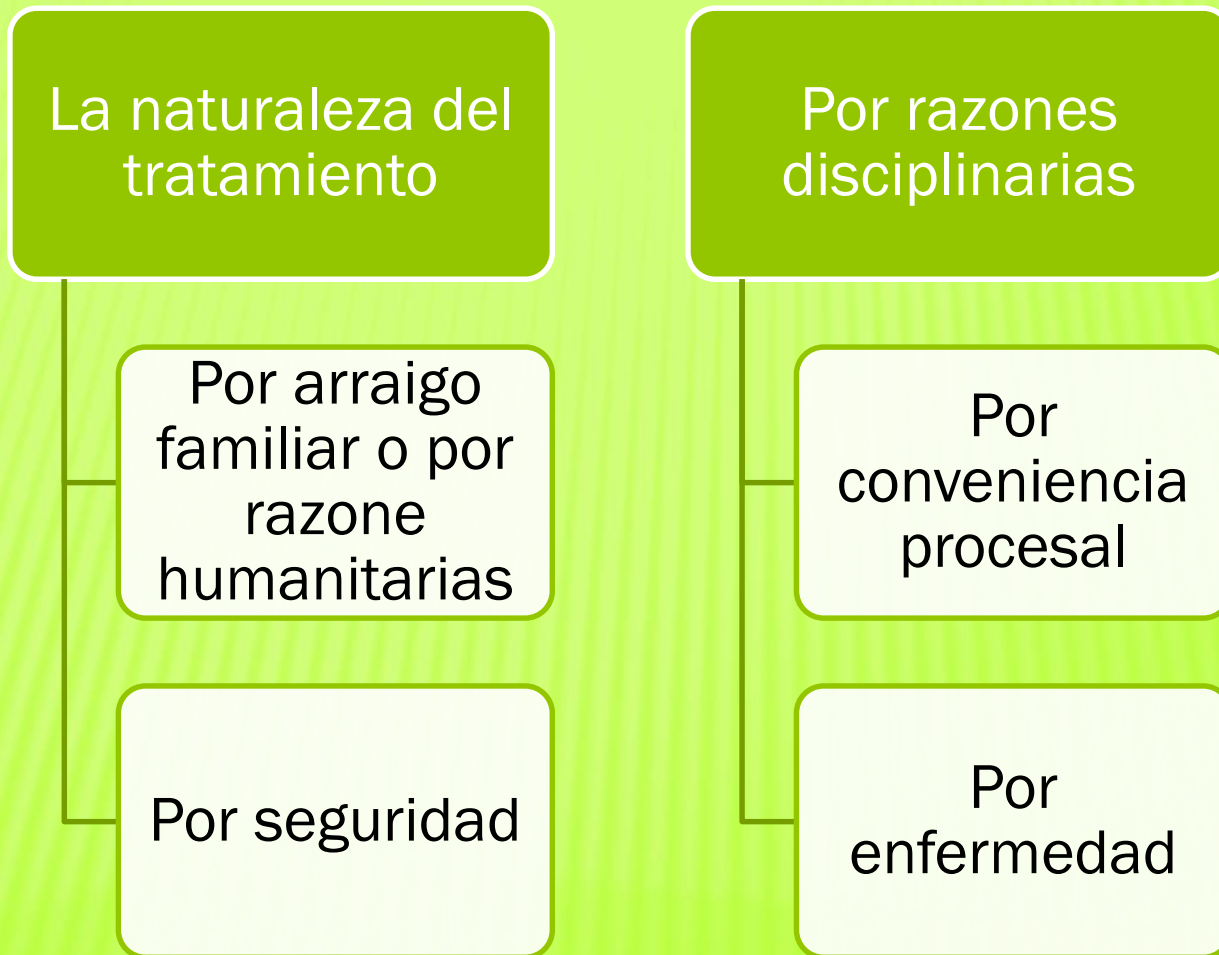 La naturaleza del
tratamiento
Por arraigo
familiar o por
razone
humanitarias
Por seguridad
Por razones
disciplinarias
Por
conveniencia
procesal
Por
enfermedad